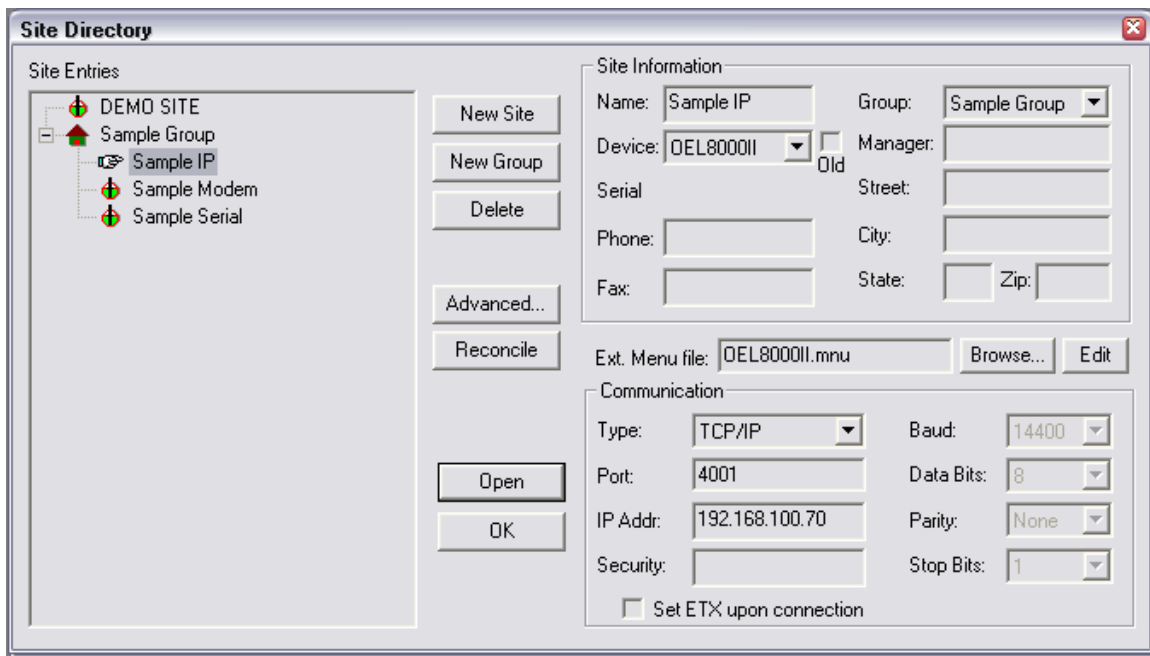 Site Directory
Site Entries
DEMO SITE
Sample Group
Sample IP
Sample Modem
Sample Serial
New Site
New Group
Delete
Advanced...
Reconcile
Open
OK
Site Information
Name: Sample IP
Group: Sample Group
Device: OEL8000II
Old
Manager:
Serial
Street:
Phone:
City:
Fax:
State:
Zip:
Ext. Menu file: OEL8000II.mnu
Browse...
Edit
Communication
Type: TCP/IP
Baud: 14400
Port: 4001
Data Bits: 8
IP Addr: 192.168.100.70
Parity: None
Security:
Stop Bits: 1
Set ETX upon connection